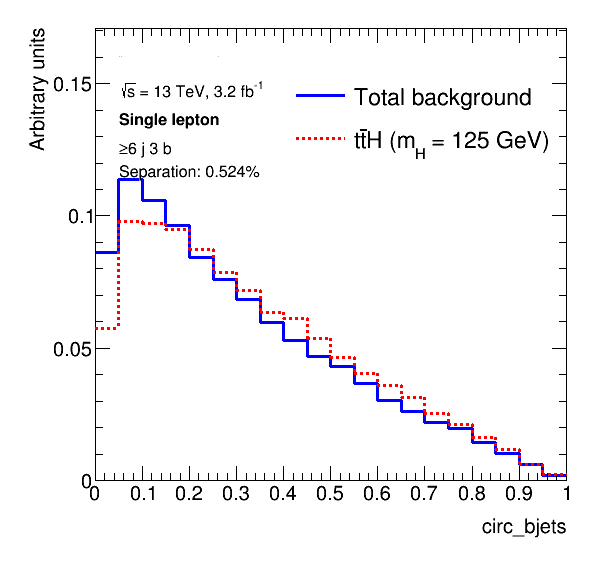 Arbitrary units
√s = 13 TeV, 3.2 fb⁻¹
Single lepton
≥6 j 3 b
Separation: 0.524%
Total background
tt̄H (m_H = 125 GeV)
0.15
0.1
0.05
0
0 0.1 0.2 0.3 0.4 0.5 0.6 0.7 0.8 0.9 1
circ_bjets